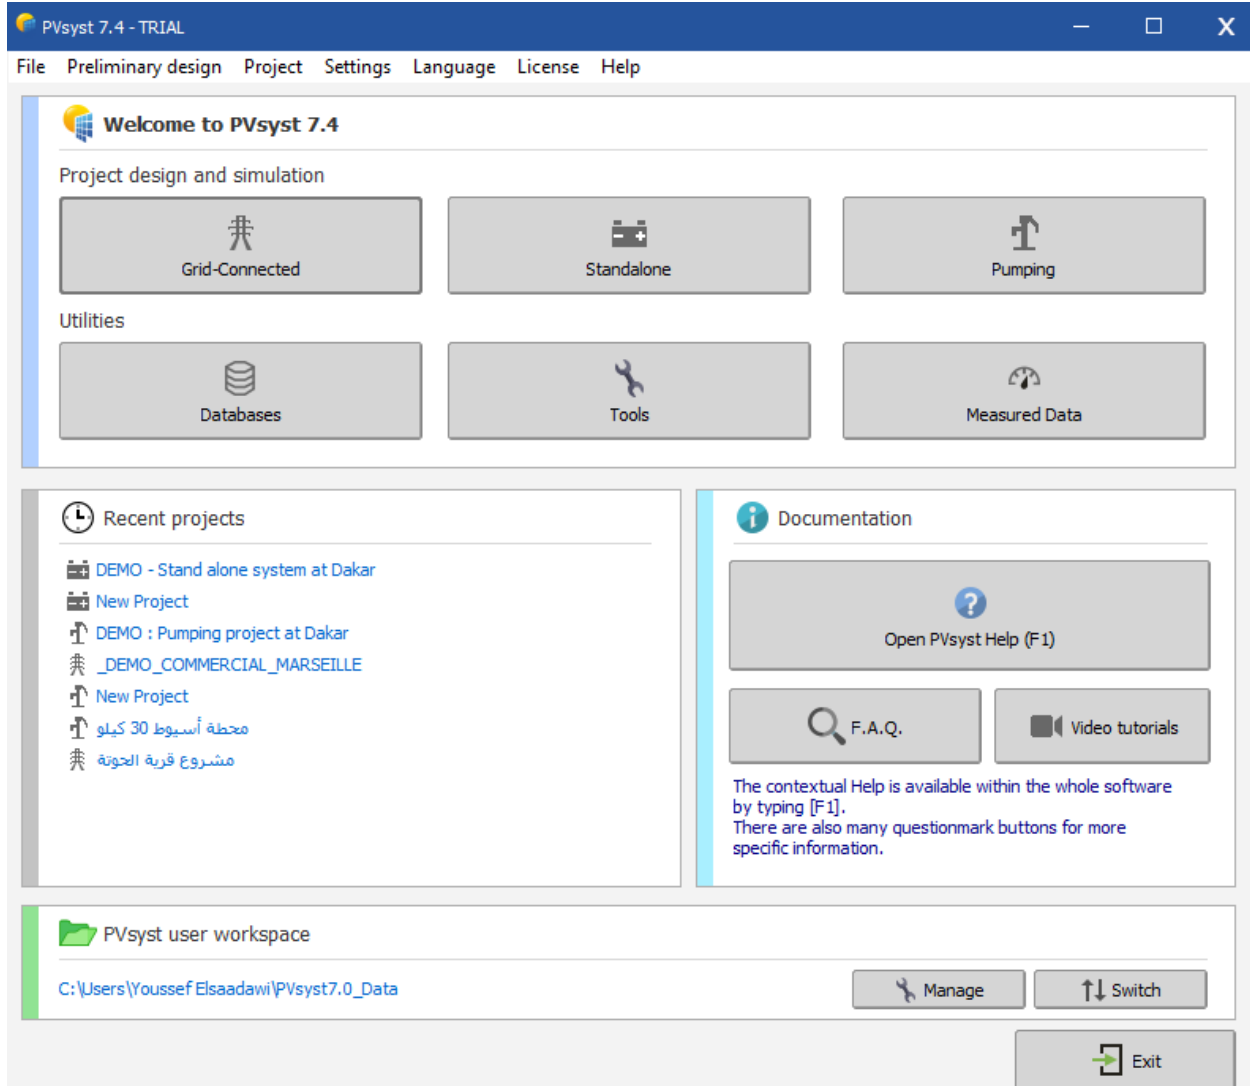 PVsyst 7.4 - TRIAL
File Preliminary design Project Settings Language License Help
Welcome to PVsyst 7.4
Project design and simulation
Grid-Connected
Standalone
Pumping
Utilities
Databases
Tools
Measured Data
Recent projects
DEMO - Stand alone system at Dakar
New Project
DEMO : Pumping project at Dakar
_DEMO_COMMERCIAL_MARSEILLE
New Project
محطة أسيوط 30 كيلو
مشروع قرية الحوتة
Documentation
Open PVsyst Help (F1)
F.A.Q.
Video tutorials
The contextual Help is available within the whole software
by typing [F1].
There are also many questionmark buttons for more
specific information.
PVsyst user workspace
C:\Users\Youssef Elsaadawi\PVsyst7.0_Data
Manage
Switch
Exit